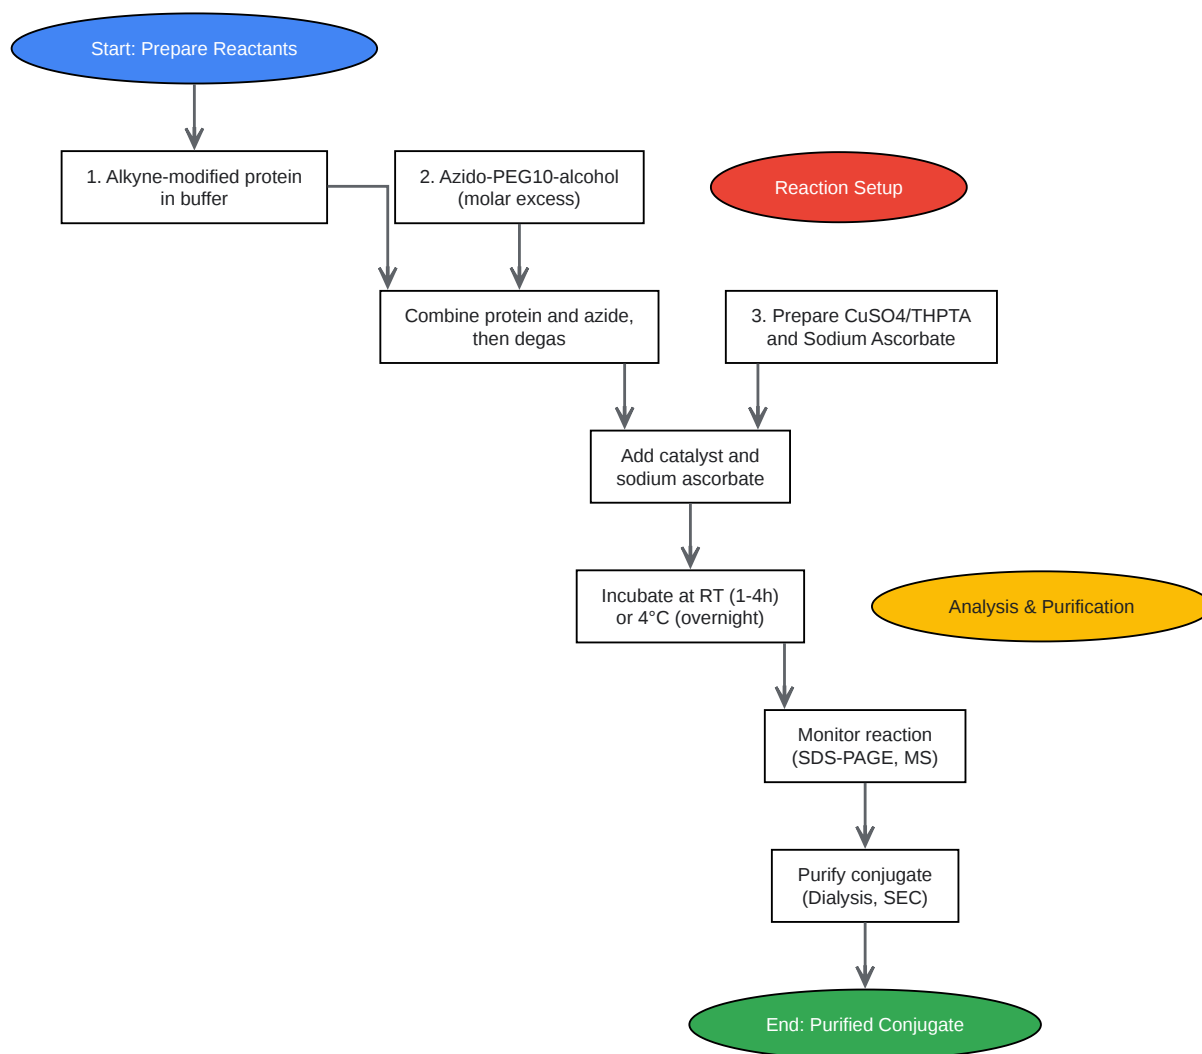 Start: Prepare Reactants
1. Alkyne-modified protein
in buffer
2. Azido-PEG10-alcohol
(molar excess)
Reaction Setup
Combine protein and azide,
then degas
3. Prepare CuSO4/THPTA
and Sodium Ascorbate
Add catalyst and
sodium ascorbate
Incubate at RT (1-4h)
or 4°C (overnight)
Analysis & Purification
Monitor reaction
(SDS-PAGE, MS)
Purify conjugate
(Dialysis, SEC)
End: Purified Conjugate